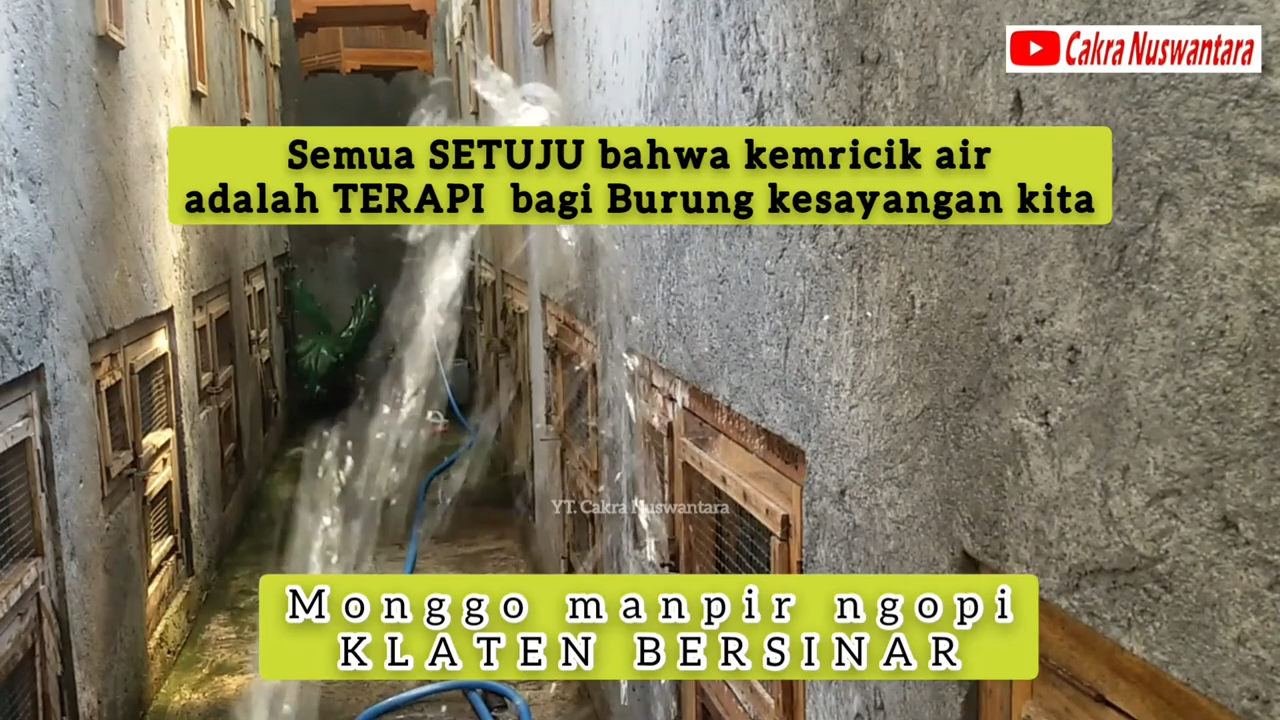 Cakra Nuswantara
Semua SETUJU bahwa kemricik air
adalah TERAPI bagi Burung kesayangan kita
YT. Cakra Nuswantara
Monggo manpir ngopi
KLATEN BERSINAR